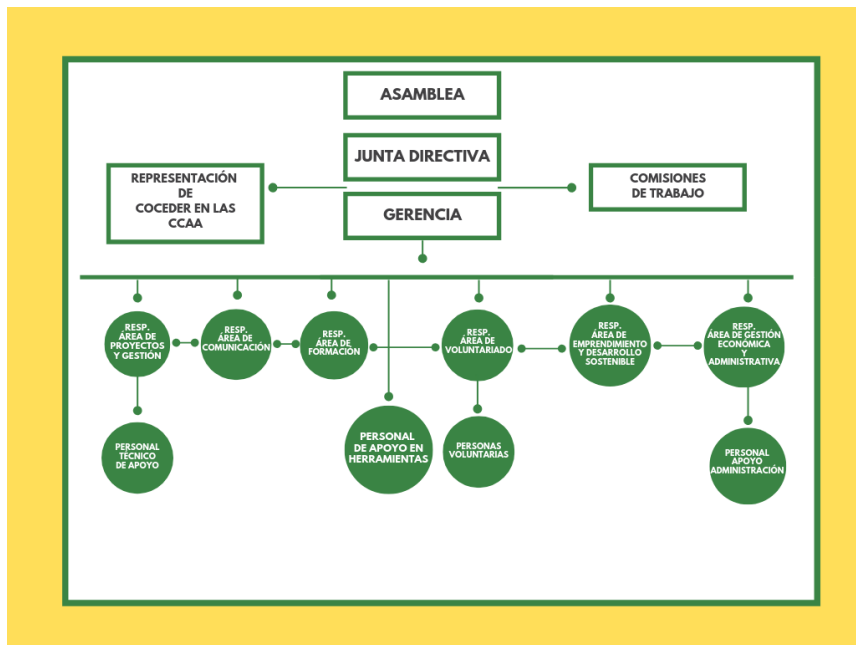 ASAMBLEA
JUNTA DIRECTIVA
REPRESENTACIÓN
DE
COCEDER EN LAS
CCAA
COMISIONES
DE TRABAJO
GERENCIA
RESP.
ÁREA DE
PROYECTOS
Y GESTIÓN
RESP.
ÁREA DE
COMUNICACIÓN
RESP.
ÁREA DE
FORMACIÓN
RESP.
ÁREA DE
VOLUNTARIADO
RESP.
ÁREA DE
EMPRENDIMIENTO
Y DESARROLLO
SOSTENIBLE
RESP.
ÁREA DE GESTIÓN
ECONÓMICA
Y
ADMINISTRATIVA
PERSONAL
TÉCNICO
DE APOYO
PERSONAL
DE APOYO EN
HERRAMIENTAS
PERSONAS
VOLUNTARIAS
PERSONAL
APOYO
ADMINISTRACIÓN